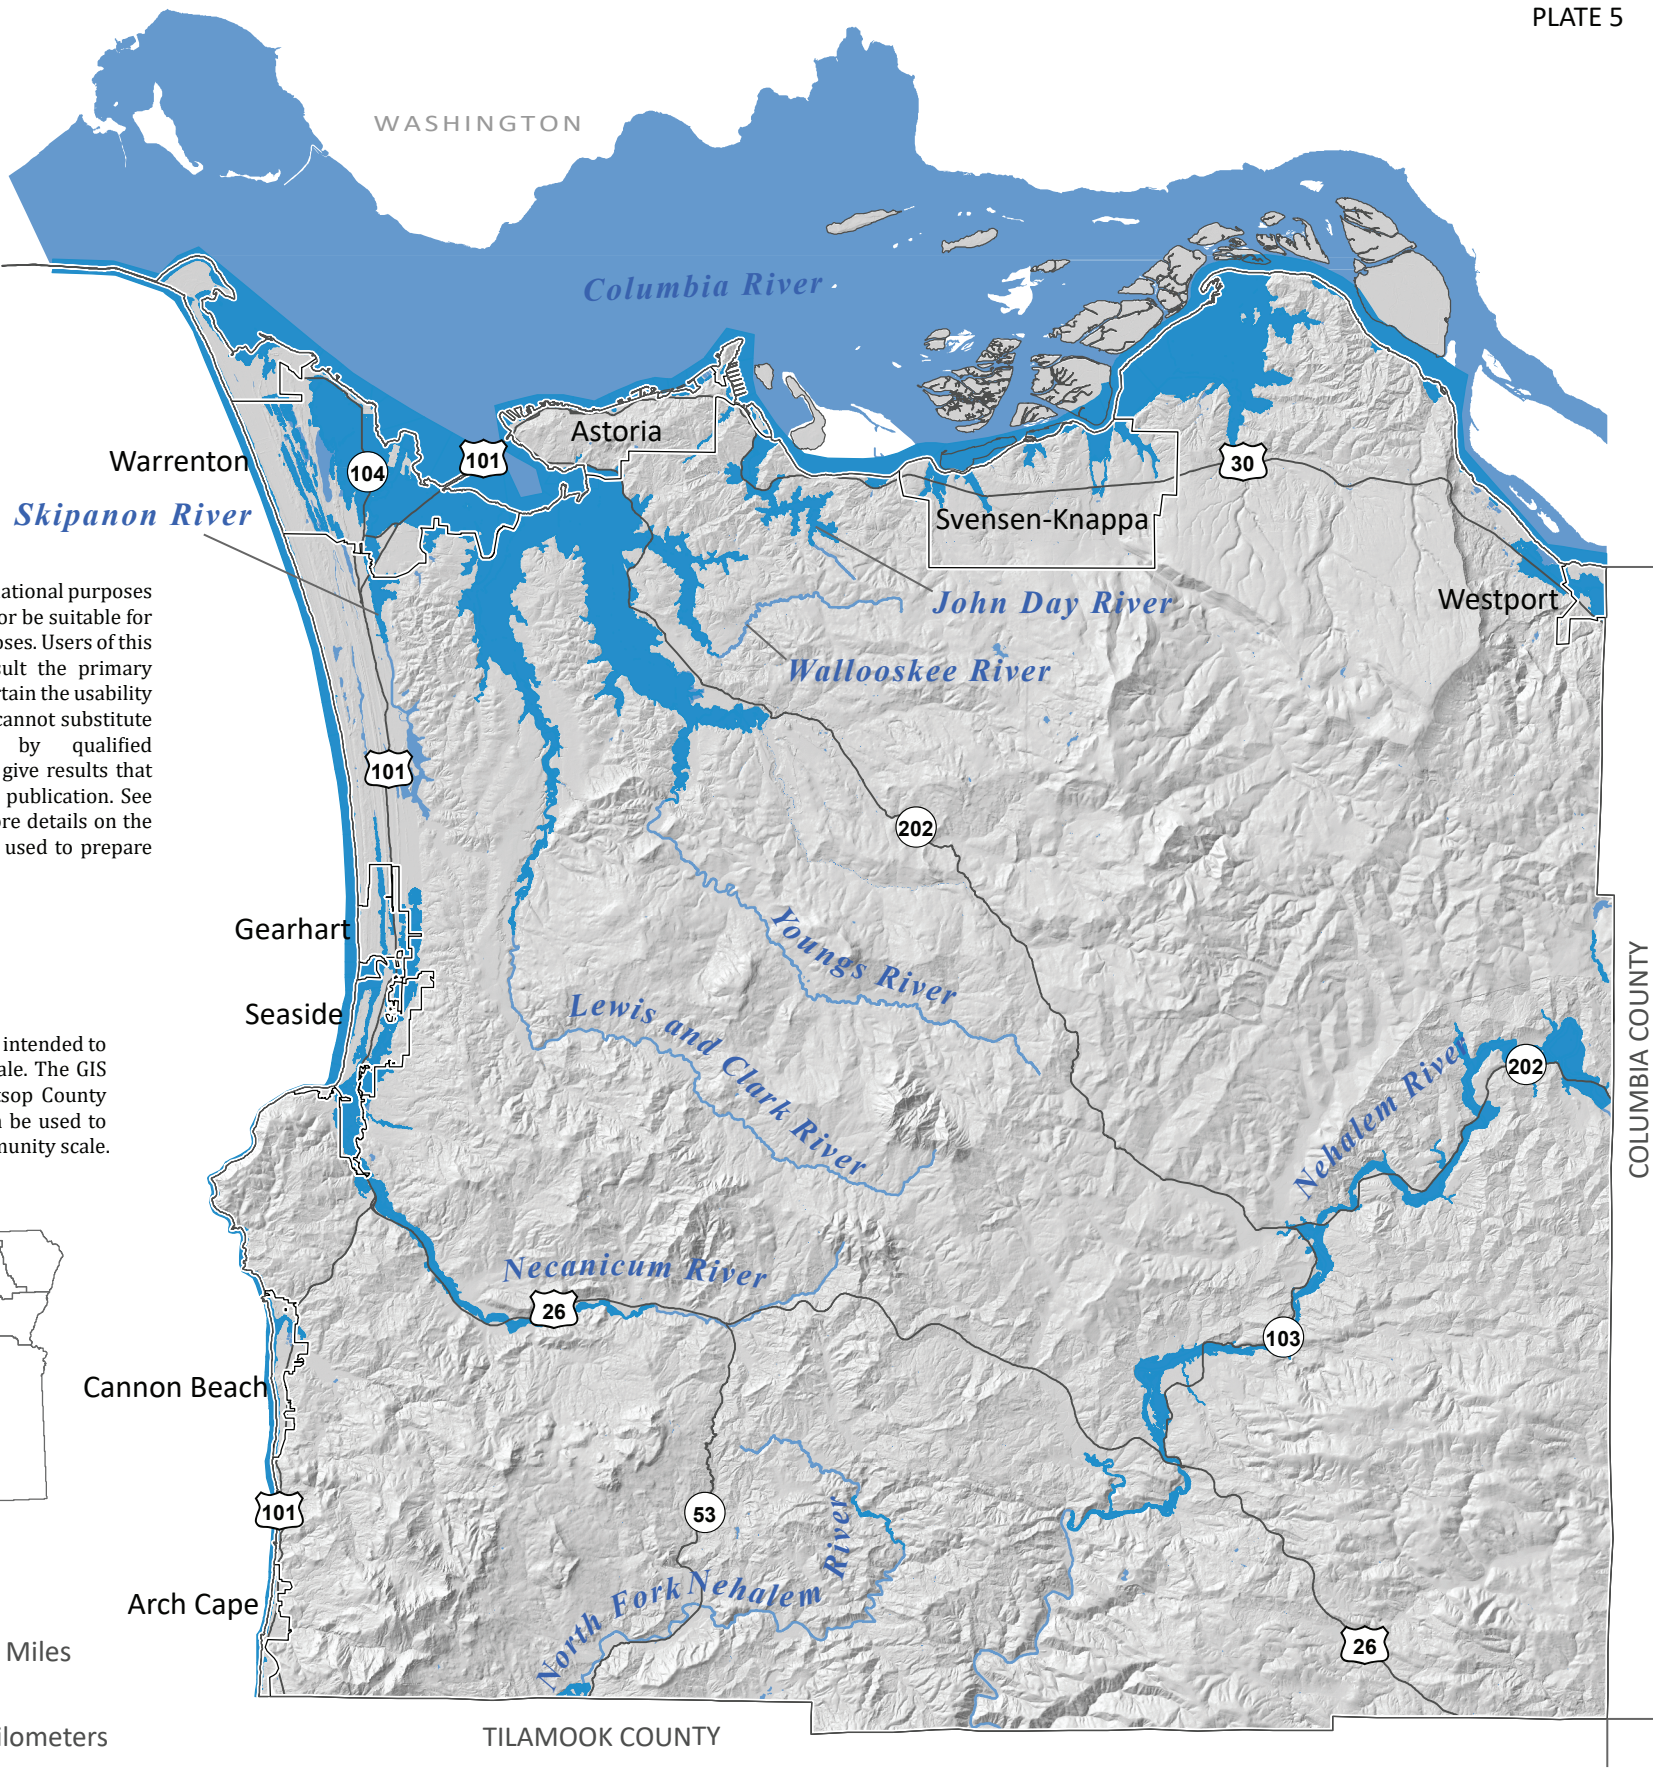 PLATE 5
WASHINGTON
Columbia River
Astoria
101
Warrenton
104
30
Skipanon River
Svensen-Knappa
ational purposes
or be suitable for
oses. Users of this
sult the primary
rtain the usability
cannot substitute
by qualified
give results that
publication. See
ore details on the
used to prepare
John Day River
Westport
Wallooskee River
101
202
Gearhart
Youngs River
Seaside
Lewis and Clark River
intended to
ale. The GIS
tsop County
n be used to
munity scale.
Nehalem River
202
COLUMBIA COUNTY
Necanicum River
26
103
Cannon Beach
101
53
North Fork Nehalem River
Arch Cape
26
Miles
ilometers
TILAMOOK COUNTY